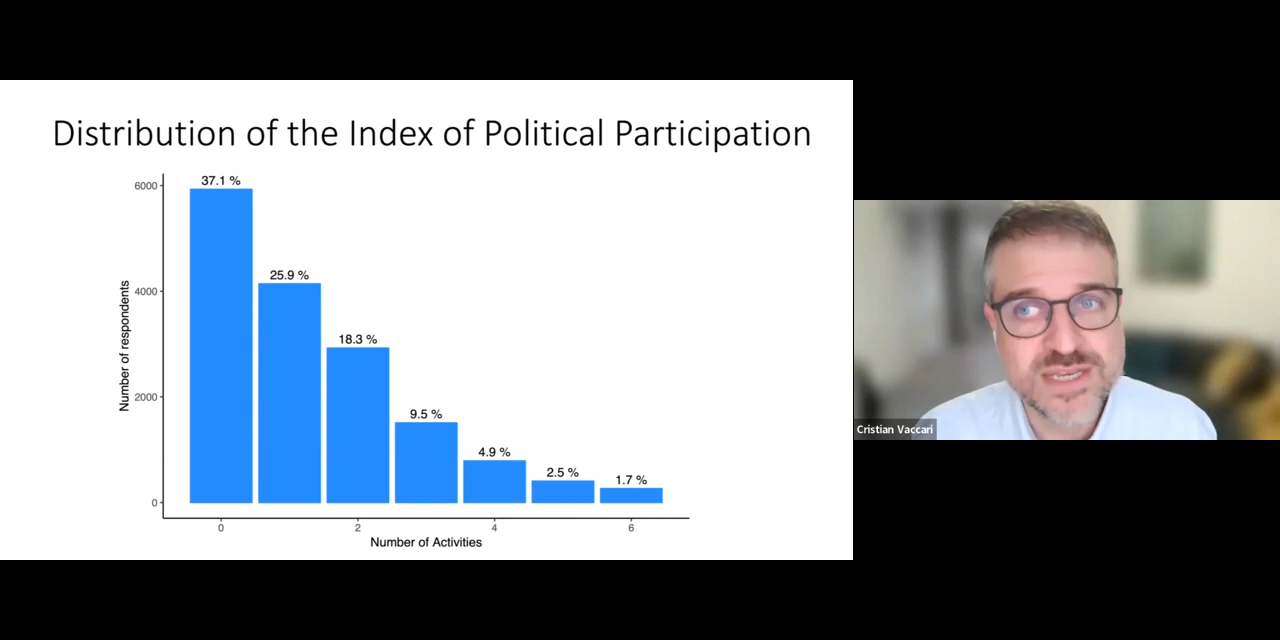 Distribution of the Index of Political Participation
37.1 %
25.9 %
18.3 %
9.5 %
4.9 %
2.5 %
1.7 %
6000
4000
2000
0
Number of respondents
0 2 4 6
Number of Activities
Cristian Vaccari